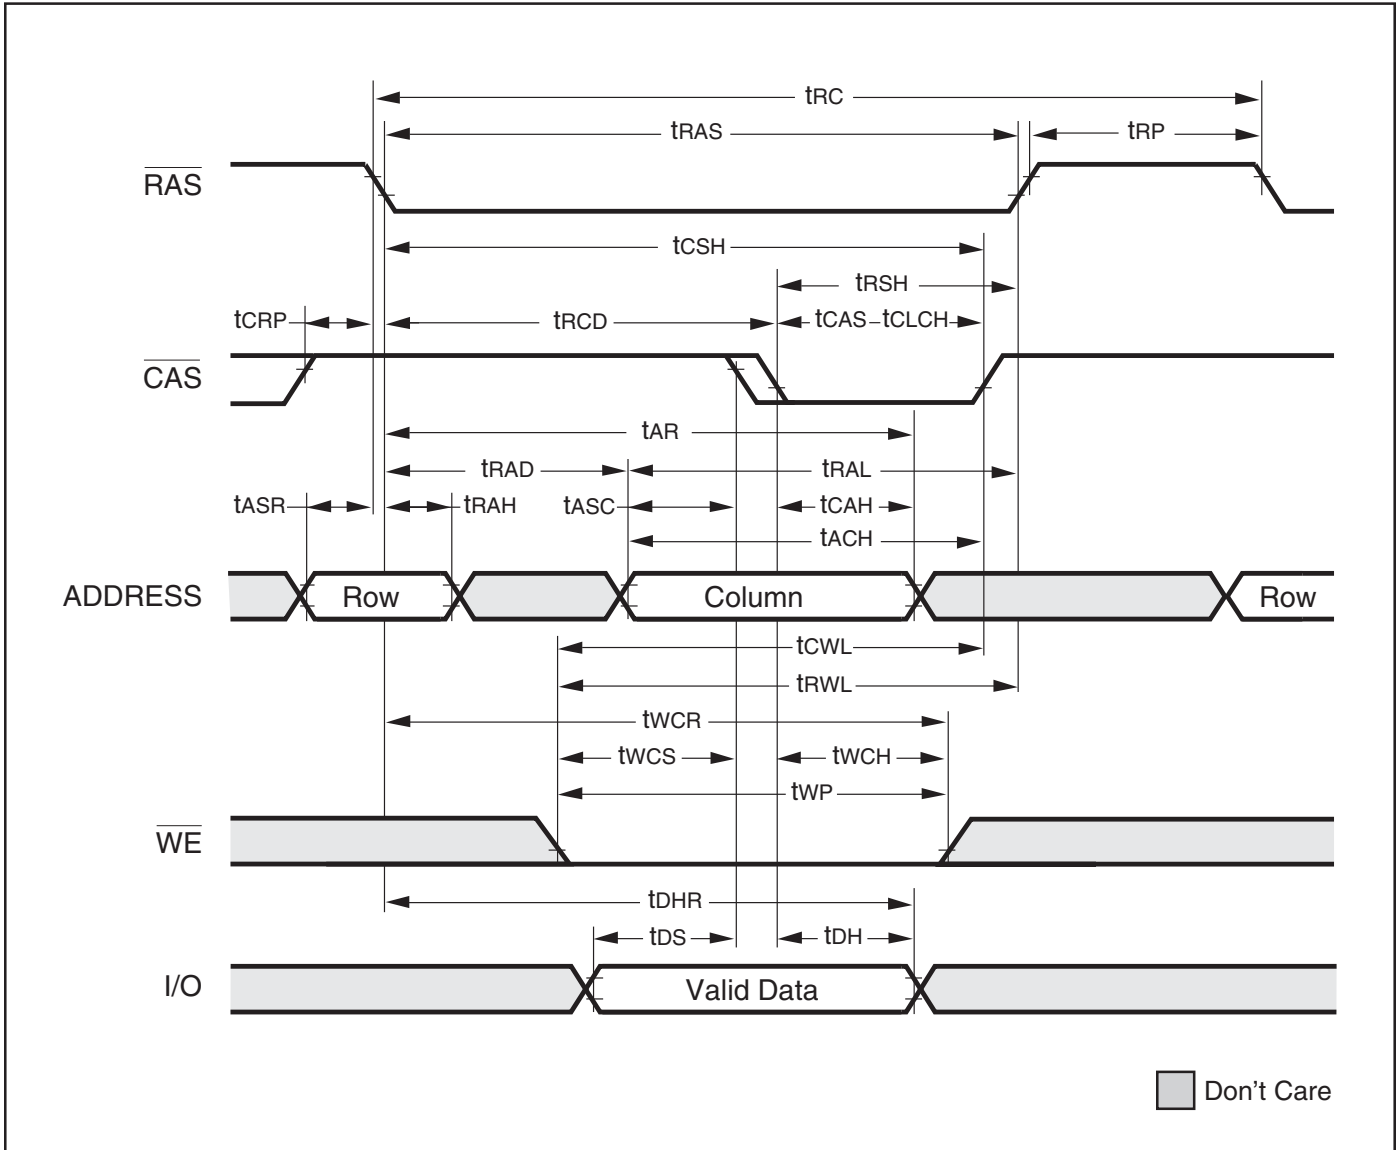 tRC
tRAS
tRP
RAS
tCSH
tRSH
tCRP
tRCD
tCAS
tCLCH
CAS
tAR
tRAD
tRAL
tASR
tRAH
tASC
tCAH
tACH
ADDRESS
Row
Column
Row
tCWL
tRWL
tWCR
tWCS
tWCH
tWP
WE
tDHR
tDS
tDH
I/O
Valid Data
Don't Care